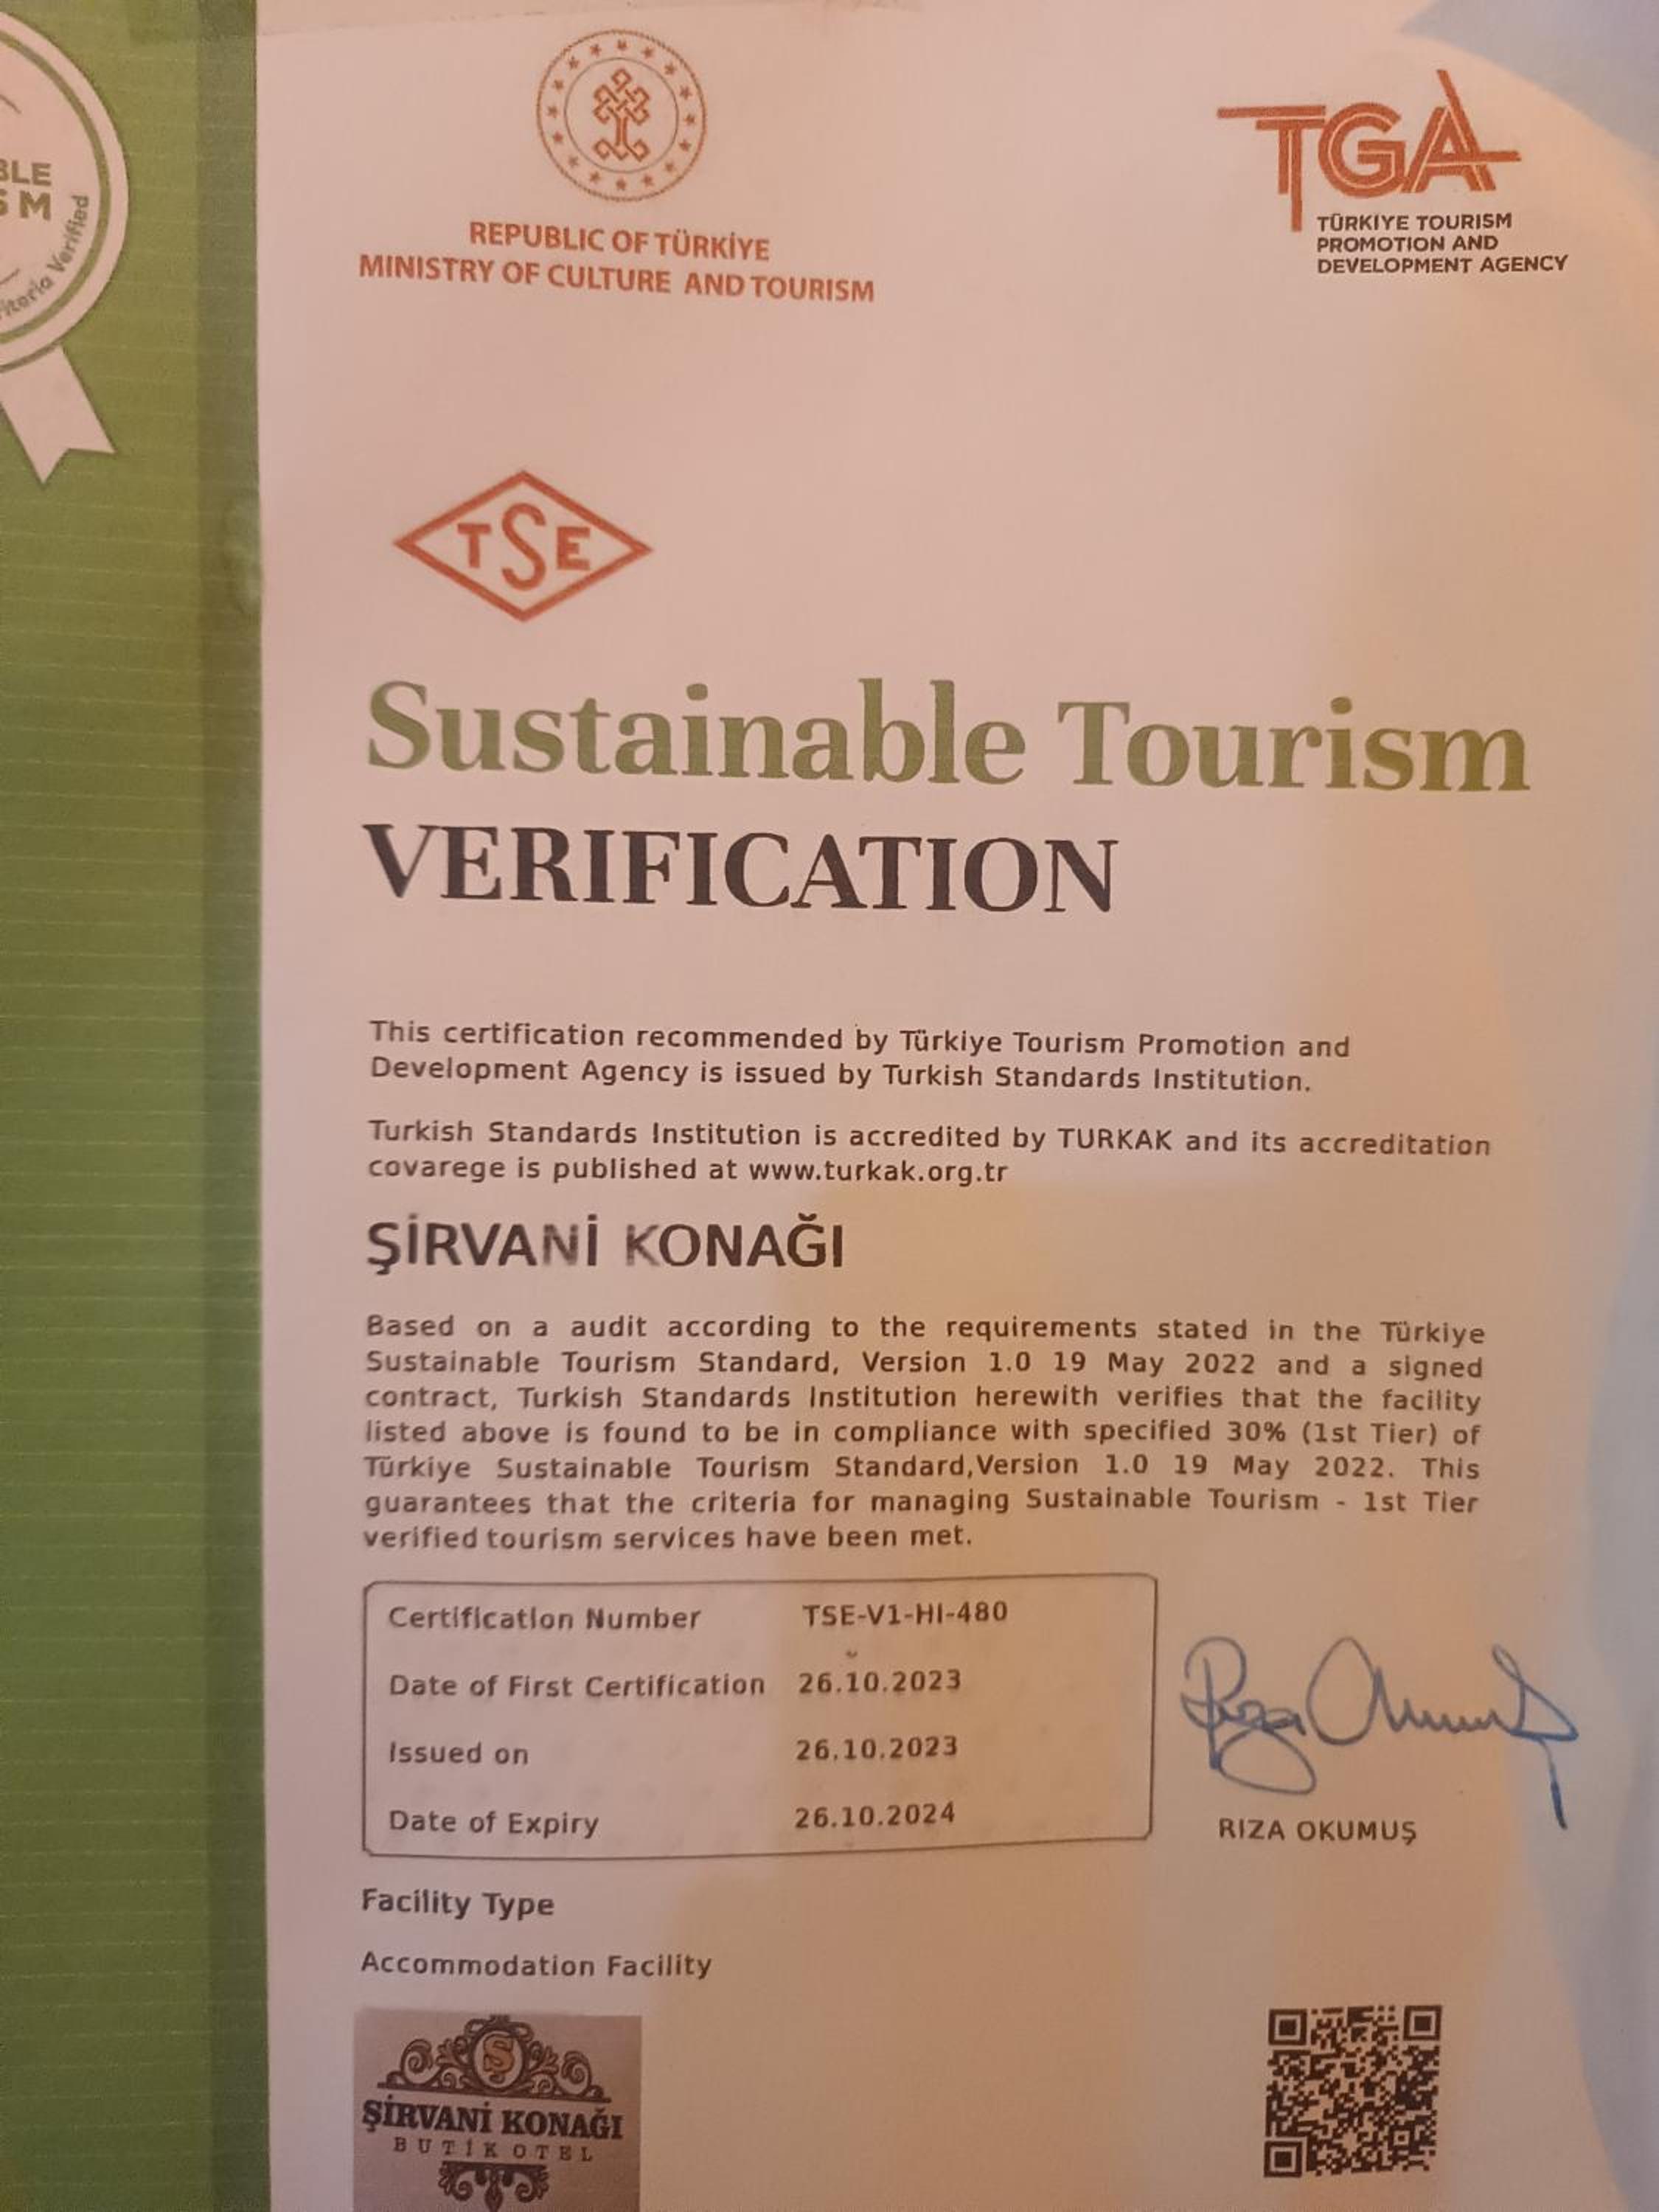 BLE
SM
iteria Verified
REPUBLIC OF TÜRKİYE
MINISTRY OF CULTURE AND TOURISM
TGA
TÜRKİYE TOURISM
PROMOTION AND
DEVELOPMENT AGENCY
TSE
Sustainable Tourism
VERIFICATION
This certification recommended by Türkiye Tourism Promotion and
Development Agency is issued by Turkish Standards Institution.
Turkish Standards Institution is accredited by TURKAK and its accreditation
covarege is published at www.turkak.org.tr
ŞİRVANİ KONAĞI
Based on a audit according to the requirements stated in the Türkiye
Sustainable Tourism Standard, Version 1.0 19 May 2022 and a signed
contract, Turkish Standards Institution herewith verifies that the facility
listed above is found to be in compliance with specified 30% (1st Tier) of
Türkiye Sustainable Tourism Standard,Version 1.0 19 May 2022. This
guarantees that the criteria for managing Sustainable Tourism - 1st Tier
verified tourism services have been met.
Certification Number TSE-V1-HI-480
Date of First Certification 26.10.2023
Issued on 26.10.2023
Date of Expiry 26.10.2024
Rıza Okumuş
RIZA OKUMUŞ
Facility Type
Accommodation Facility
Ş
ŞİRVANİ KONAĞI
BUTİK OTEL